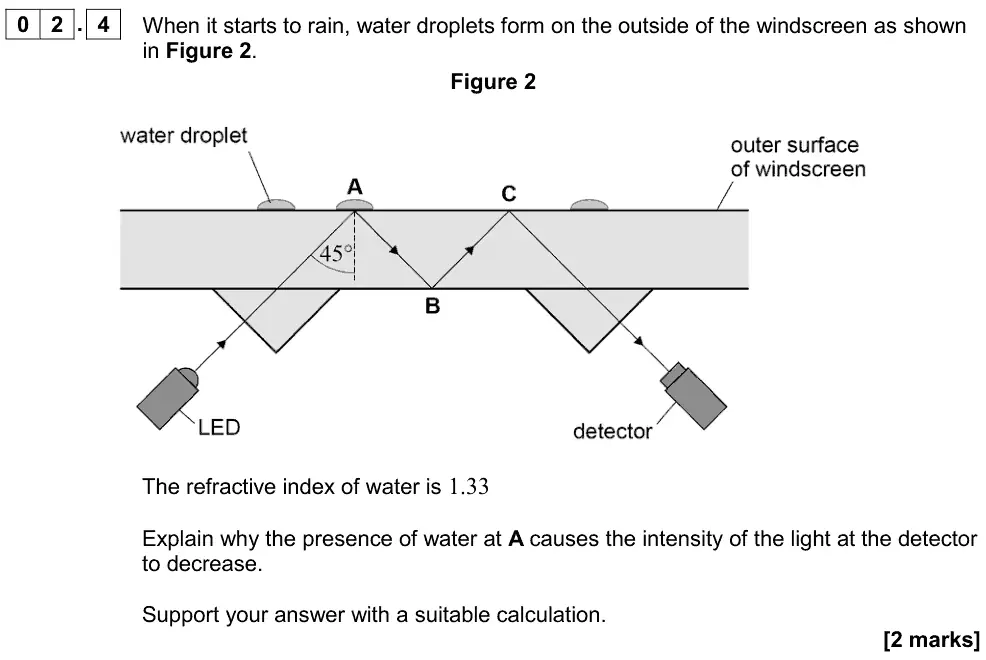 0 2 . 4 When it starts to rain, water droplets form on the outside of the windscreen as shown
in Figure 2.
Figure 2
water droplet
outer surface
of windscreen
A
C
45°
B
LED
detector
The refractive index of water is 1.33
Explain why the presence of water at A causes the intensity of the light at the detector
to decrease.
Support your answer with a suitable calculation.
[2 marks]